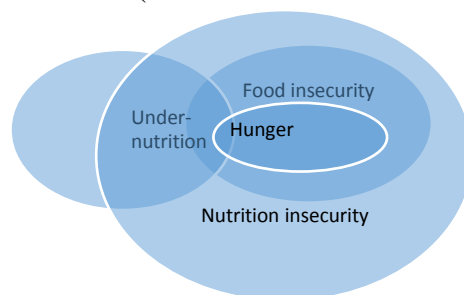 Food insecurity
Under-
nutrition
Hunger
Nutrition insecurity